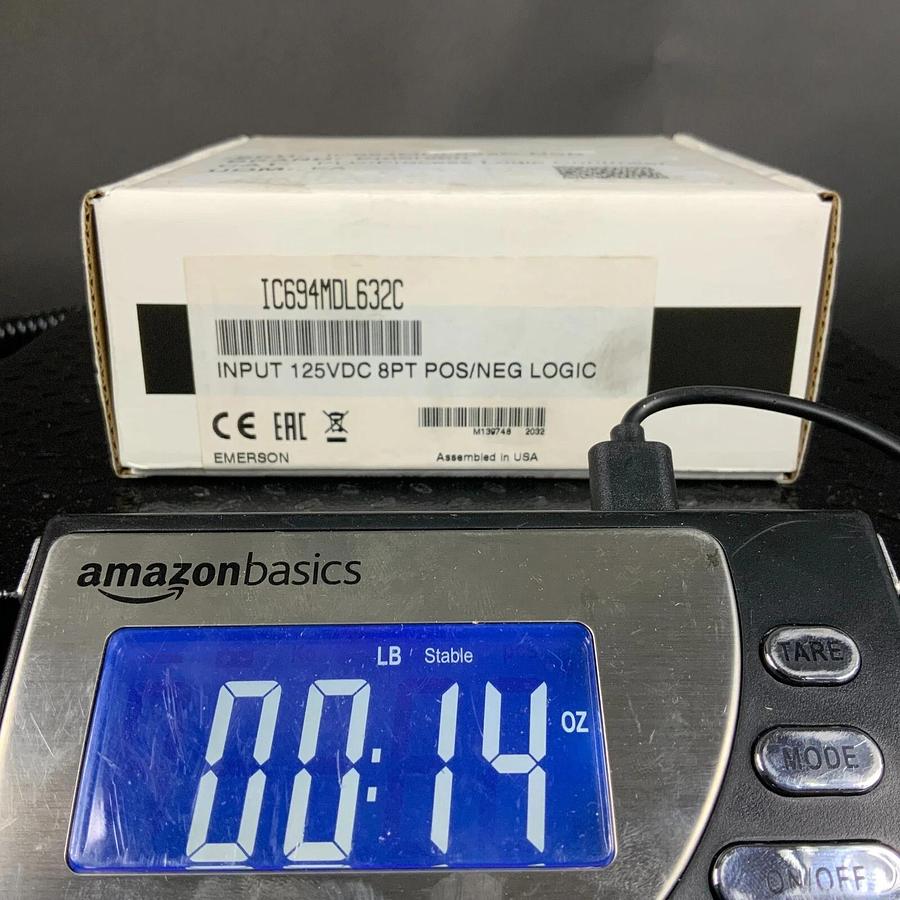 IC694MDL632C
INPUT 125VDC 8PT POS/NEG LOGIC
CE EAC
M139748 2032
EMERSON
Assembled in USA
amazonbasics
LB Stable
00:14 OZ
TARE
MODE
ON/OFF